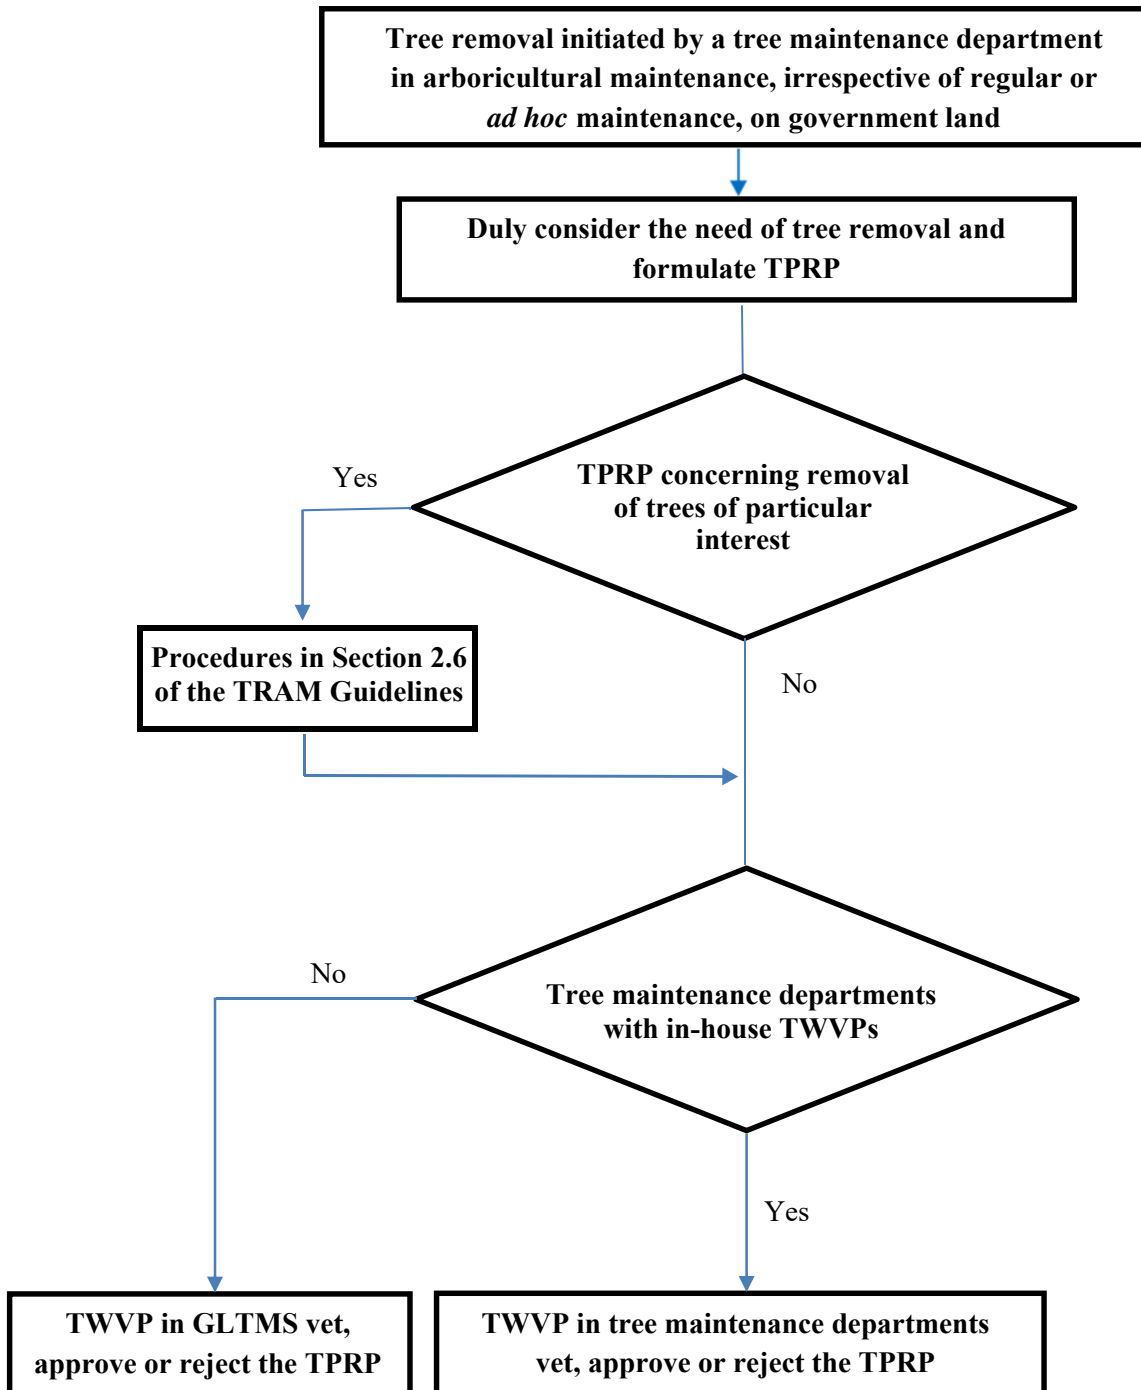 Tree removal initiated by a tree maintenance department
in arboricultural maintenance, irrespective of regular or
ad hoc maintenance, on government land
Duly consider the need of tree removal and
formulate TPRP
Yes
TPRP concerning removal
of trees of particular
interest
Procedures in Section 2.6
of the TRAM Guidelines
No
No
Tree maintenance departments
with in-house TWVPs
Yes
TWVP in GLTMS vet,
approve or reject the TPRP
TWVP in tree maintenance departments
vet, approve or reject the TPRP